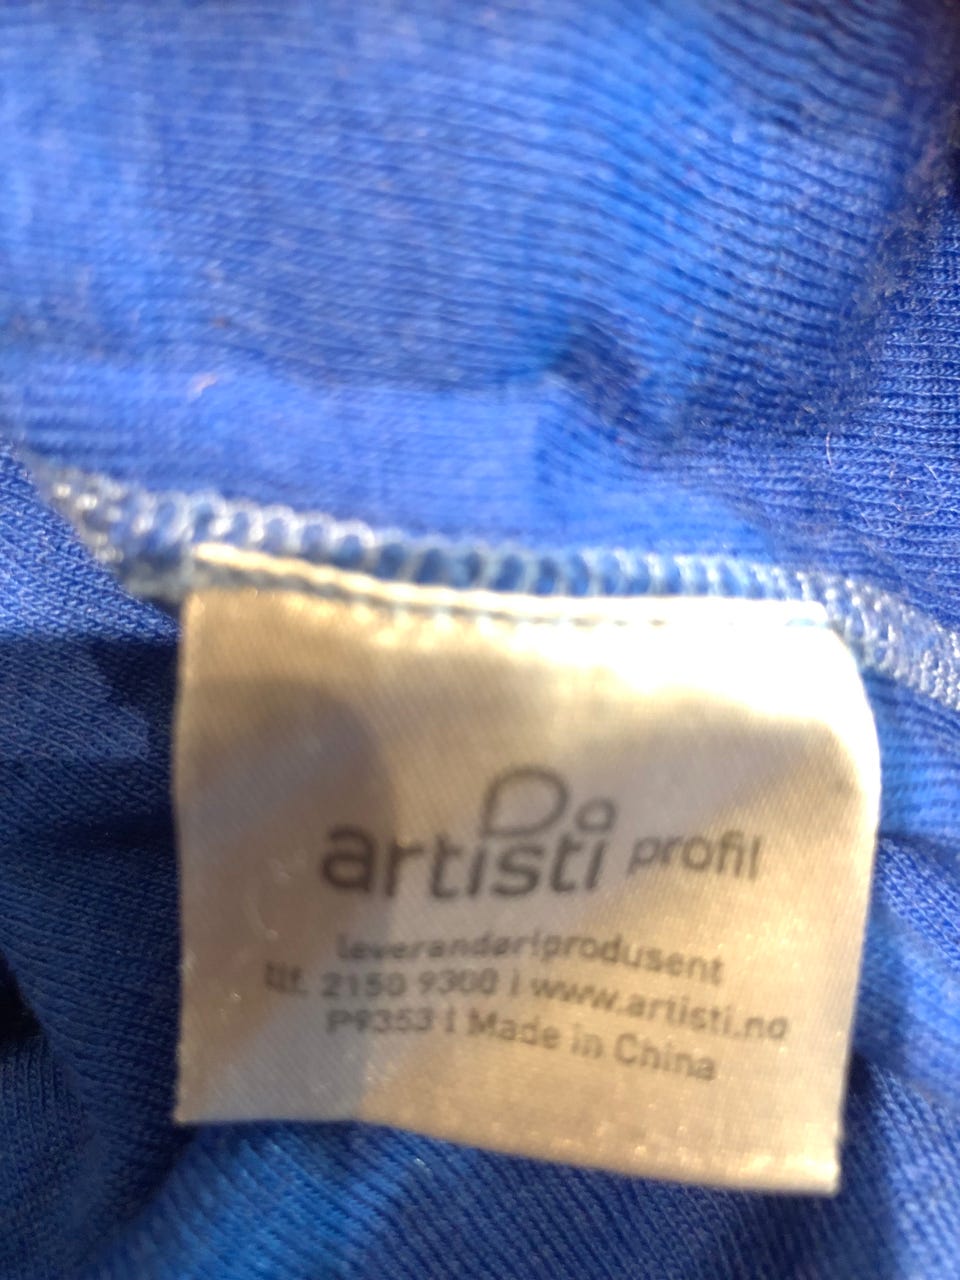 artisti profil
leverandør|produsent
tlf. 2150 9300 | www.artisti.no
P9353 | Made in China